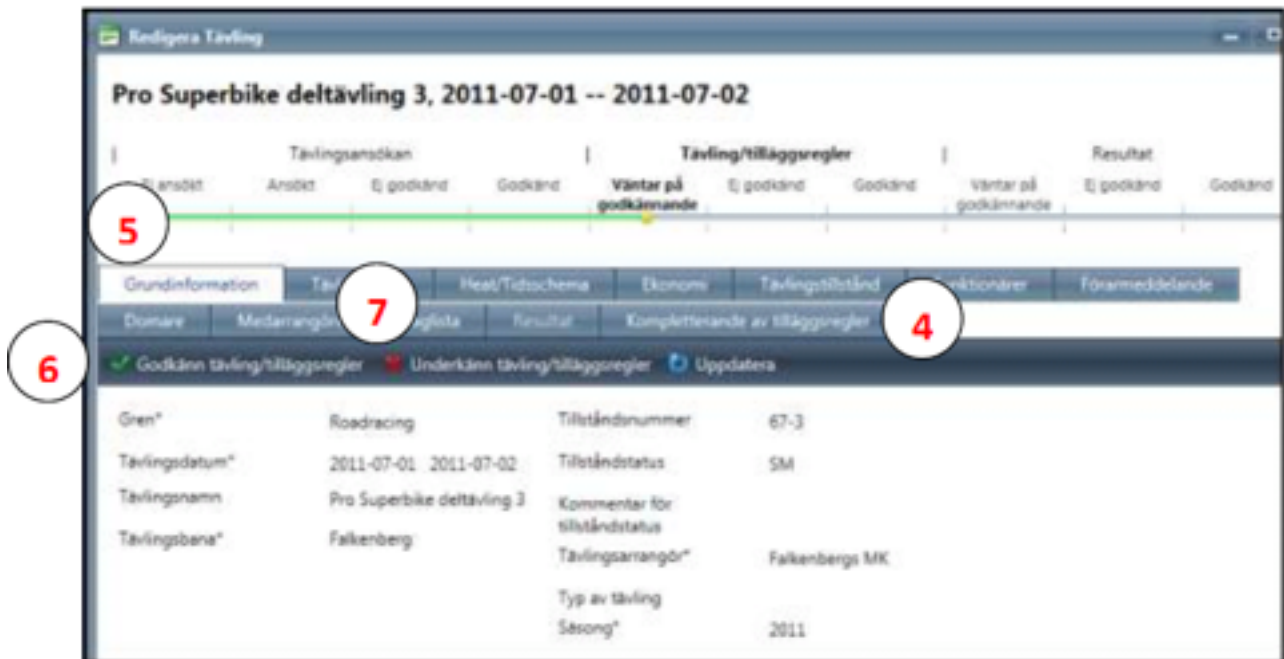 Redigera Tävling
Pro Superbike deltävling 3, 2011-07-01 -- 2011-07-02
Tävlingsansökan Tävling/tilläggsregler Resultat
Ej ansökt Ansökt Ej godkänd Godkänd Väntar på godkännande Ej godkänd Godkänd Väntar på godkännande Ej godkänd Godkänd
5
Grundinformation Heat/Tidsschema Ekonomi Tävlingstillstånd Förarmeddelande
7
4
Domare Resultat Kompletterande av tilläggsregler
6
Godkänn tävling/tilläggsregler Underkänn tävling/tilläggsregler Uppdatera
Gren* Roadracing Tillståndsnummer 67-3
Tävlingsdatum* 2011-07-01 2011-07-02 Tillståndstatus SM
Tävlingsnamn Pro Superbike deltävling 3 Kommentar för
tillståndstatus
Tävlingsbana* Falkenberg
Tävlingsarrangör* Falkenbergs MK
Typ av tävling
Säsong* 2011